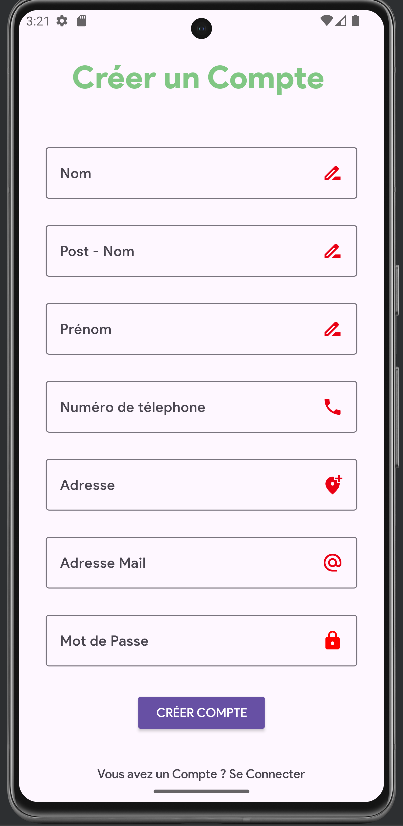 3:21
Créer un Compte
Nom
Post - Nom
Prénom
Numéro de télephone
Adresse
Adresse Mail
Mot de Passe
CRÉER COMPTE
Vous avez un Compte ? Se Connecter